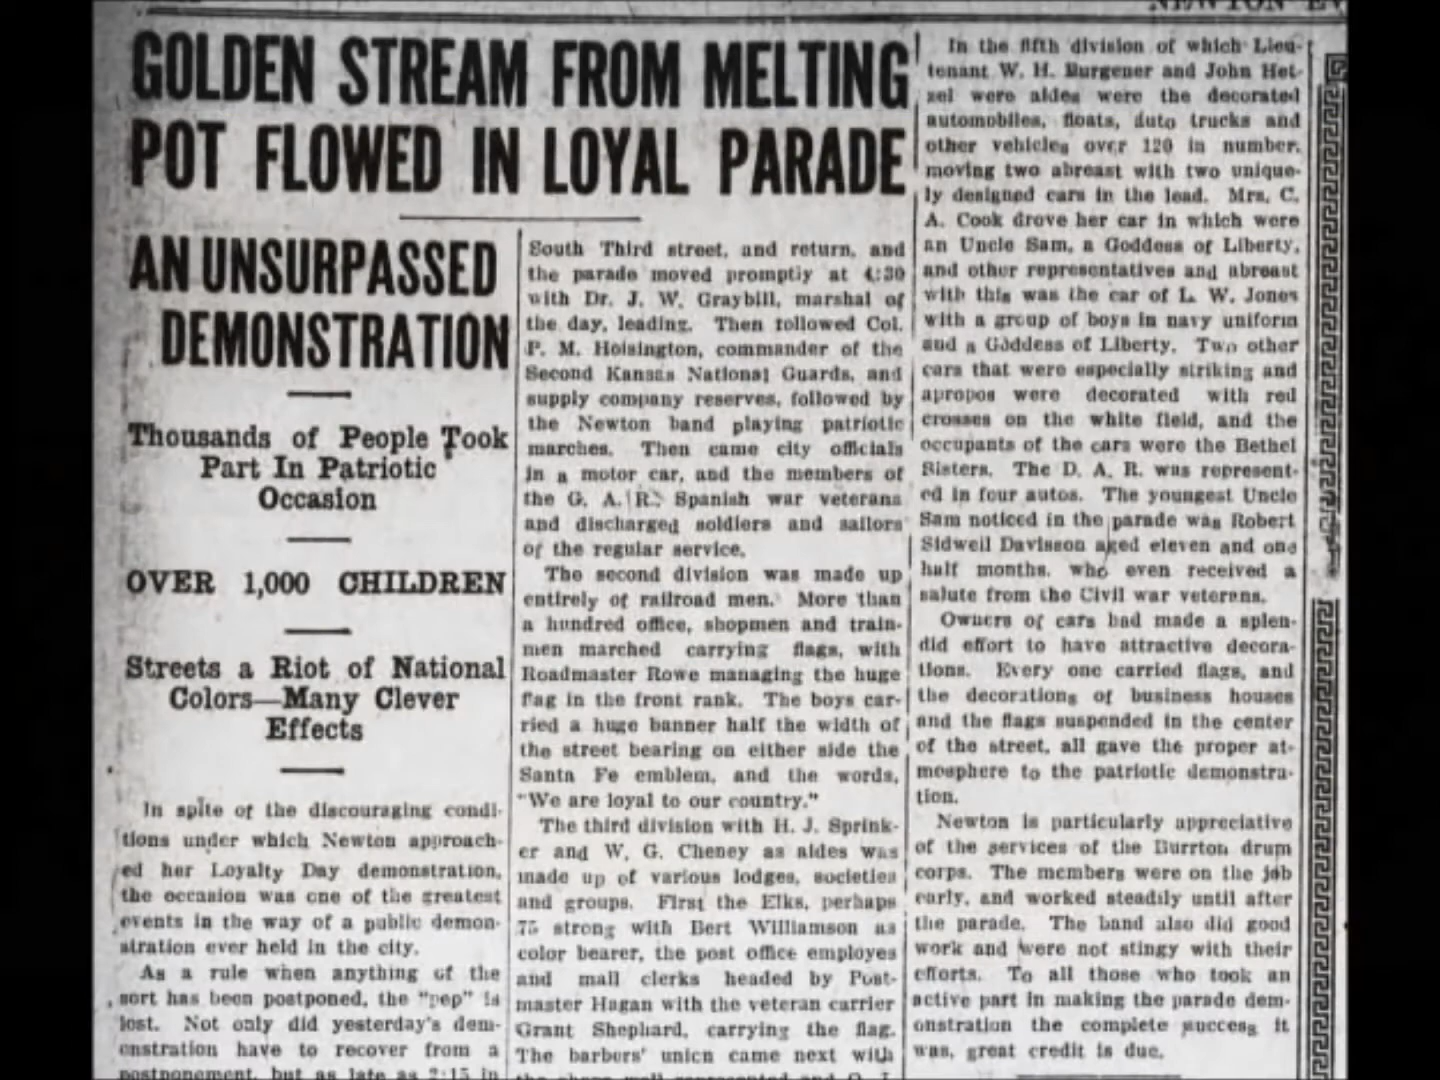 GOLDEN STREAM FROM MELTING
POT FLOWED IN LOYAL PARADE
AN UNSURPASSED
DEMONSTRATION
Thousands of People Took
Part In Patriotic
Occasion
OVER 1,000 CHILDREN
Streets a Riot of National
Colors—Many Clever
Effects
In spite of the discouraging condi-
tions under which Newton approach-
ed her Loyalty Day demonstration,
the occasion was one of the greatest
events in the way of a public demon-
stration ever held in the city.
As a rule when anything of the
sort has been postponed, the "pep" is
lost. Not only did yesterday's dem-
onstration have to recover from a
postponement, but as late as 2:15 in
South Third street, and return, and
the parade moved promptly at 4:30
with Dr. J. W. Graybill, marshal of
the day, leading. Then followed Col.
P. M. Hoisington, commander of the
Second Kansas National Guards, and
supply company reserves, followed by
the Newton band playing patriotic
marches. Then came city officials
in a motor car, and the members of
the G. A. R. Spanish war veterans
and discharged soldiers and sailors
of the regular service.
The second division was made up
entirely of railroad men. More than
a hundred office, shopmen and train-
men marched carrying flags, with
Roadmaster Rowe managing the huge
flag in the front rank. The boys car-
ried a huge banner half the width of
the street bearing on either side the
Santa Fe emblem, and the words,
"We are loyal to our country."
The third division with H. J. Sprink-
er and W. G. Cheney as aides was
made up of various lodges, societies
and groups. First the Elks, perhaps
75 strong with Bert Williamson as
color bearer, the post office employes
and mail clerks headed by Post-
master Hagan with the veteran carrier
Grant Shephard, carrying the flag.
The barbers' union came next with
In the fifth division of which Lieu-
tenant W. H. Burgener and John Het-
zel were aides were the decorated
automobiles, floats, auto trucks and
other vehicles over 120 in number,
moving two abreast with two unique-
ly designed cars in the lead. Mrs. C.
A. Cook drove her car in which were
an Uncle Sam, a Goddess of Liberty,
and other representatives and abreast
with this was the car of L. W. Jones
with a group of boys in navy uniform
and a Goddess of Liberty. Two other
cars that were especially striking and
apropos were decorated with red
crosses on the white field, and the
occupants of the cars were the Bethel
Sisters. The D. A. R. was represent-
ed in four autos. The youngest Uncle
Sam noticed in the parade was Robert
Sidwell Davisson aged eleven and one
half months, who even received a
salute from the Civil war veterans.
Owners of cars had made a splen-
did effort to have attractive decora-
tions. Every one carried flags, and
the decorations of business houses
and the flags suspended in the center
of the street, all gave the proper at-
mosphere to the patriotic demonstra-
tion.
Newton is particularly appreciative
of the services of the Burrton drum
corps. The members were on the job
early, and worked steadily until after
the parade. The band also did good
work and were not stingy with their
efforts. To all those who took an
active part in making the parade dem-
onstration the complete success it
was, great credit is due.